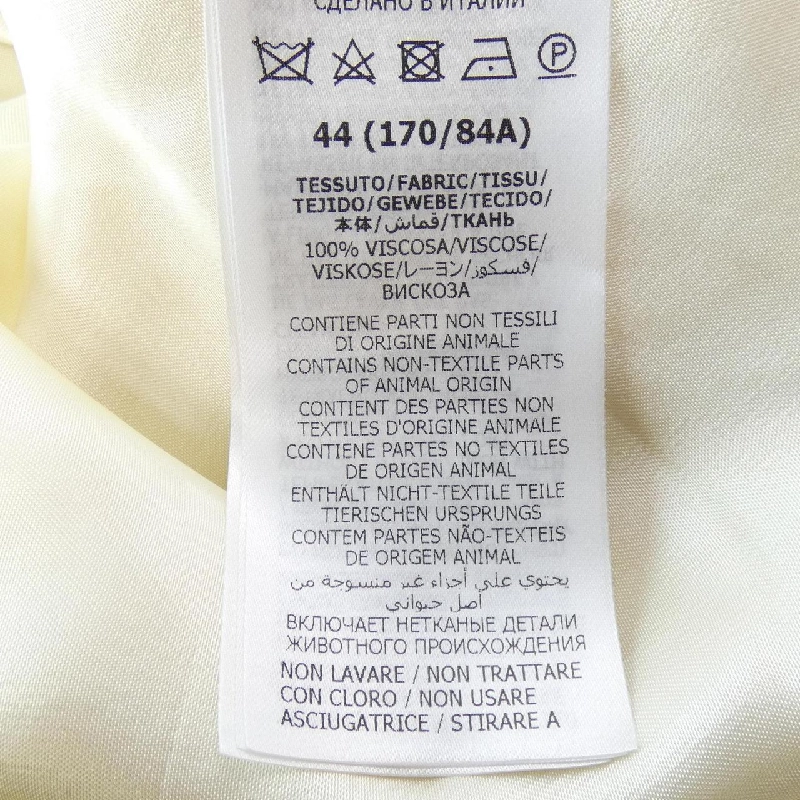 СДЕЛАНО В ИТАЛИИ
P
44 (170/84A)
TESSUTO/FABRIC/TISSU/
TEJIDO/GEWEBE/TECIDO/
本体/قماش/ТКАНЬ
100% VISCOSA/VISCOSE/
VISKOSE/レーヨン/فسكوز/
ВИСКОЗА
CONTIENE PARTI NON TESSILI
DI ORIGINE ANIMALE
CONTAINS NON-TEXTILE PARTS
OF ANIMAL ORIGIN
CONTIENT DES PARTIES NON
TEXTILES D'ORIGINE ANIMALE
CONTIENE PARTES NO TEXTILES
DE ORIGEN ANIMAL
ENTHÄLT NICHT-TEXTILE TEILE
TIERISCHEN URSPRUNGS
CONTEM PARTES NÃO-TEXTEIS
DE ORIGEM ANIMAL
يحتوي علي أجزاء غير منسوجة من
أصل حيواني
ВКЛЮЧАЕТ НЕТКАНЫЕ ДЕТАЛИ
ЖИВОТНОГО ПРОИСХОЖДЕНИЯ
NON LAVARE / NON TRATTARE
CON CLORO / NON USARE
ASCIUGATRICE / STIRARE A